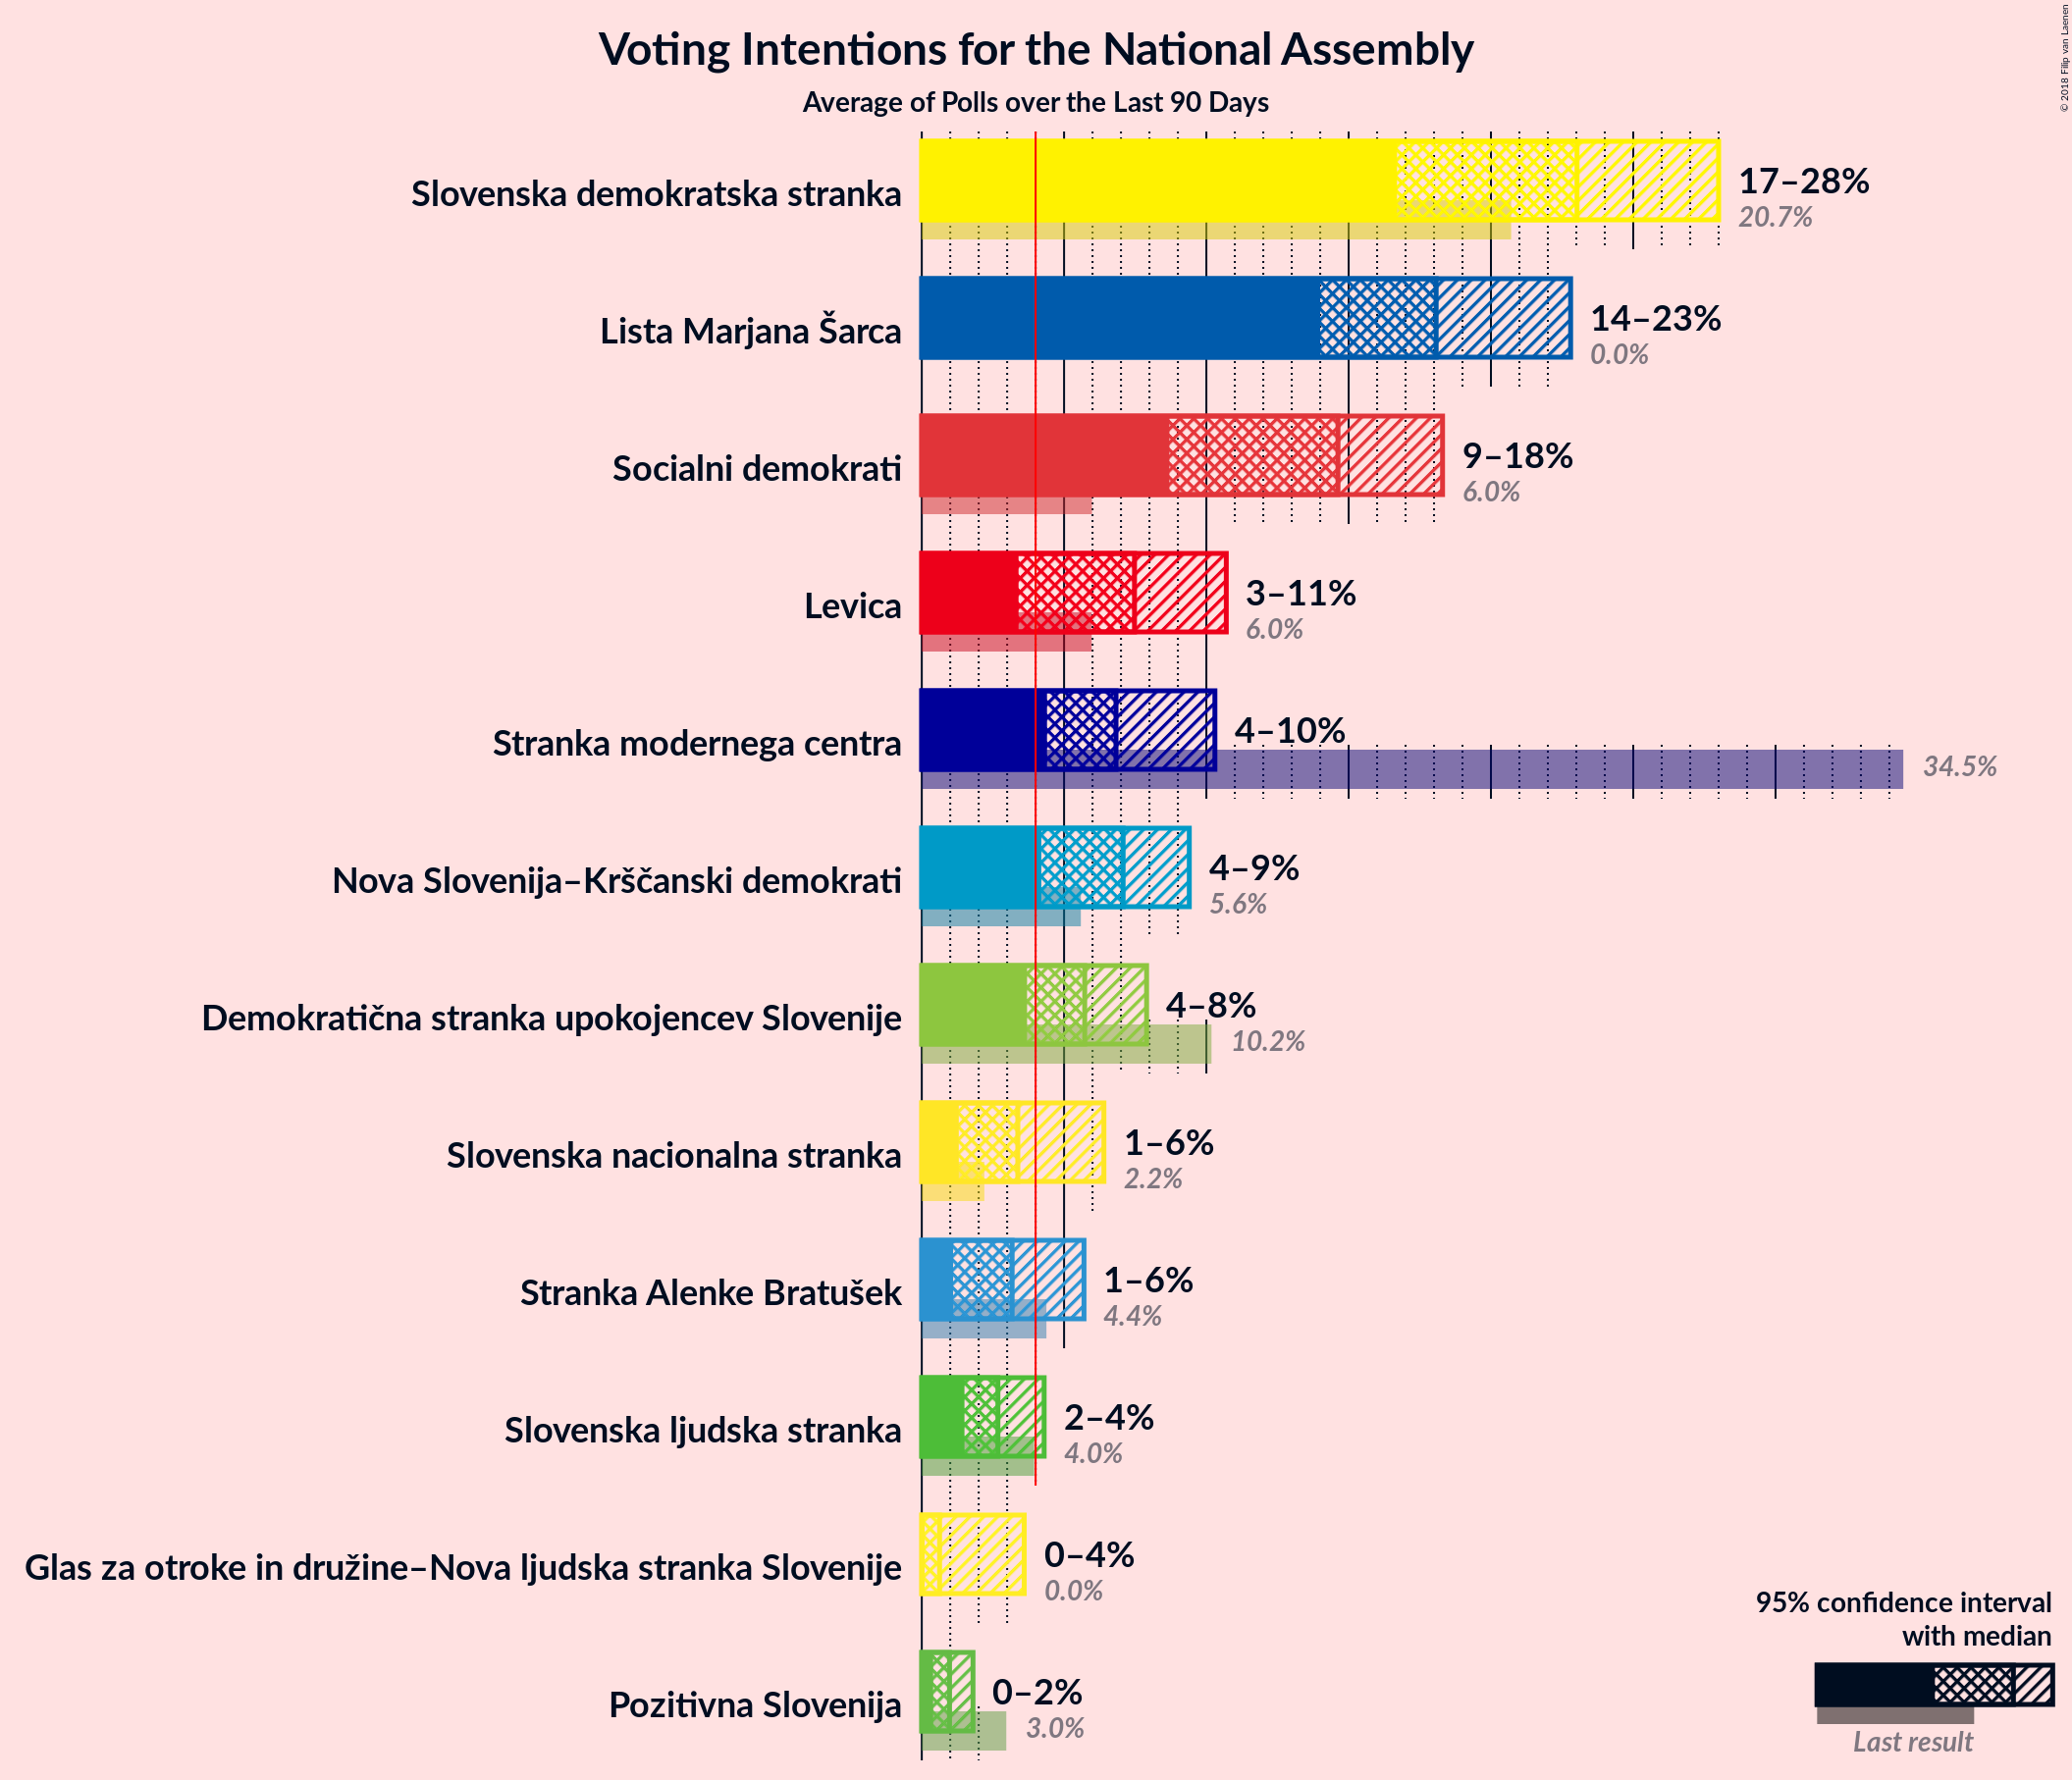 Voting Intentions for the National Assembly
Average of Polls over the Last 90 Days
© 2018 Filip van Laenen
Slovenska demokratska stranka
17–28%
20.7%
Lista Marjana Šarca
14–23%
0.0%
Socialni demokrati
9–18%
6.0%
Levica
3–11%
6.0%
Stranka modernega centra
4–10%
34.5%
Nova Slovenija–Krščanski demokrati
4–9%
5.6%
Demokratična stranka upokojencev Slovenije
4–8%
10.2%
Slovenska nacionalna stranka
1–6%
2.2%
Stranka Alenke Bratušek
1–6%
4.4%
Slovenska ljudska stranka
2–4%
4.0%
Glas za otroke in družine–Nova ljudska stranka Slovenije
0–4%
0.0%
Pozitivna Slovenija
0–2%
3.0%
95% confidence interval
with median
Last result